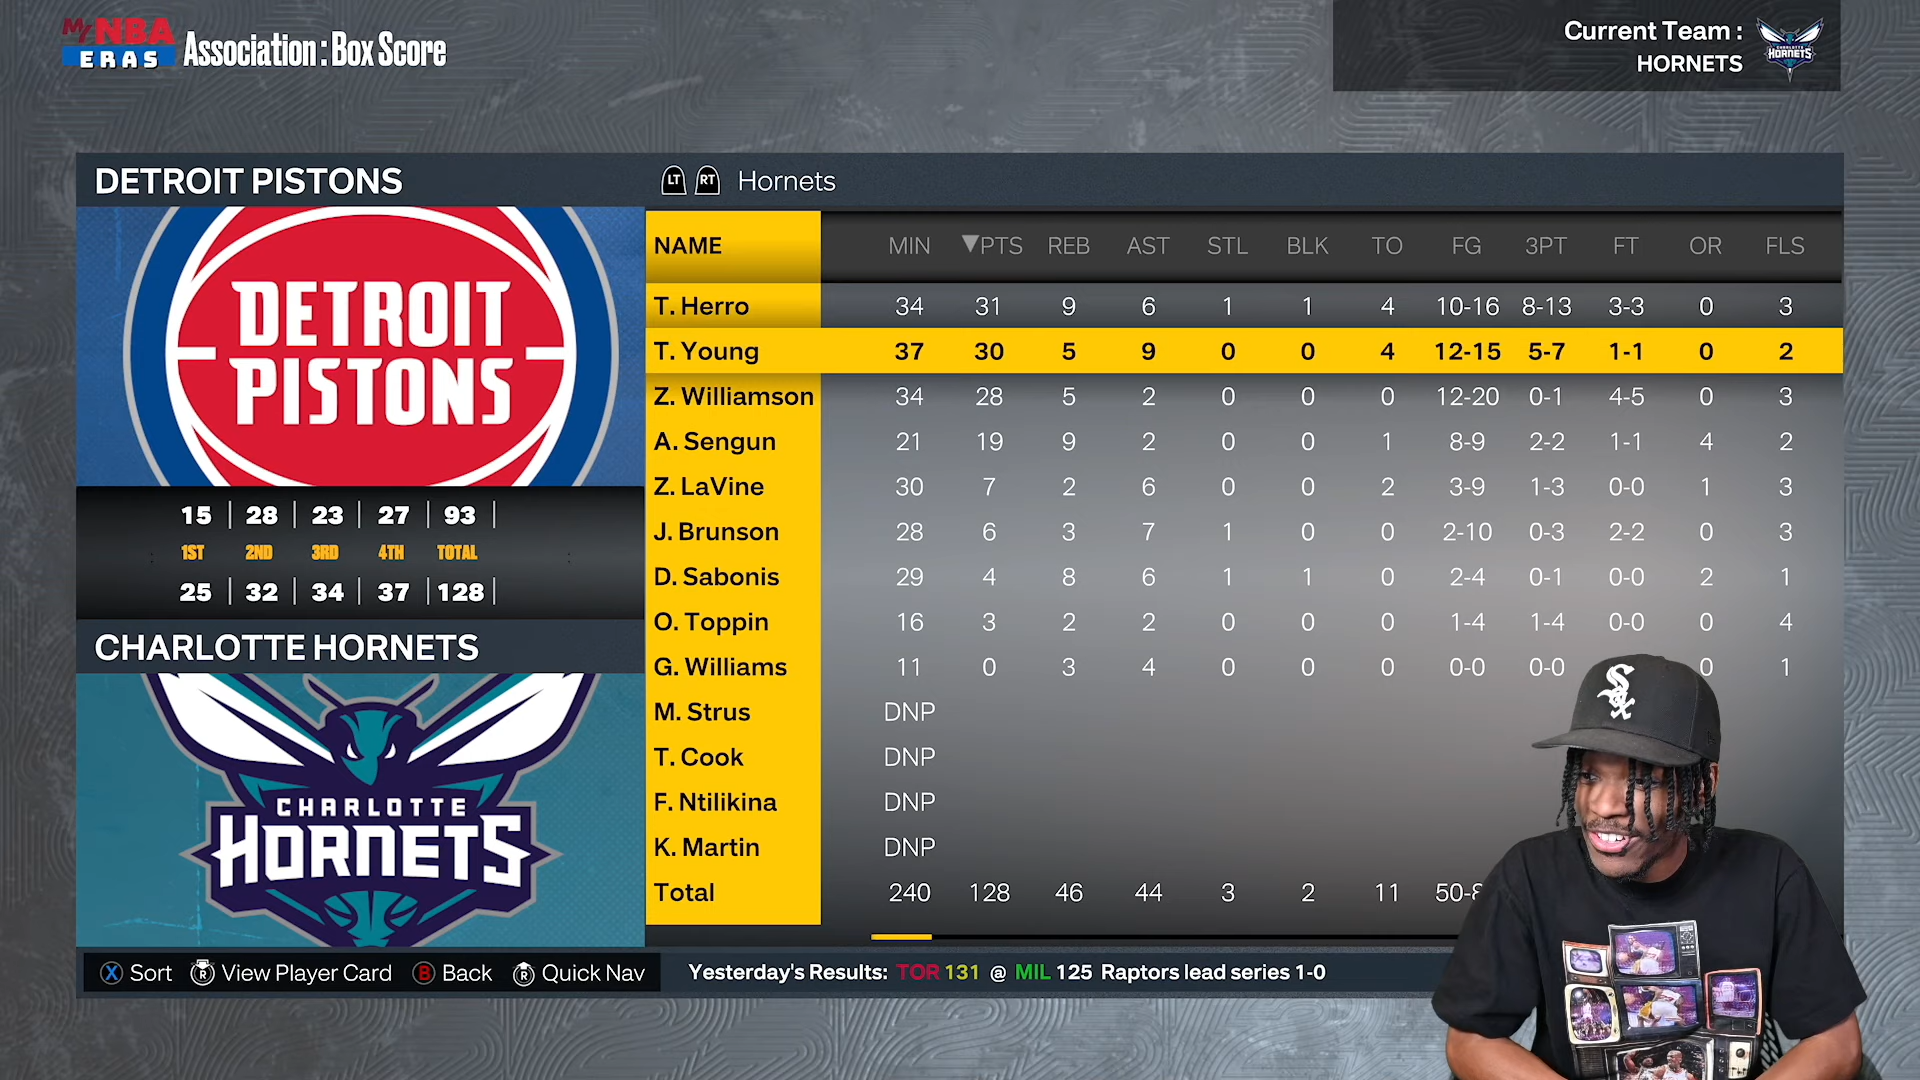 My NBA ERAS Association : Box Score
Current Team :
HORNETS
CHARLOTTE HORNETS
DETROIT PISTONS
DETROIT
PISTONS
15 28 23 27 93
1ST 2ND 3RD 4TH TOTAL
25 32 34 37 128
CHARLOTTE HORNETS
CHARLOTTE
HORNETS
LT RT Hornets
NAME MIN ▼PTS REB AST STL BLK TO FG 3PT FT OR FLS
T. Herro 34 31 9 6 1 1 4 10-16 8-13 3-3 0 3
T. Young 37 30 5 9 0 0 4 12-15 5-7 1-1 0 2
Z. Williamson 34 28 5 2 0 0 0 12-20 0-1 4-5 0 3
A. Sengun 21 19 9 2 0 0 1 8-9 2-2 1-1 4 2
Z. LaVine 30 7 2 6 0 0 2 3-9 1-3 0-0 1 3
J. Brunson 28 6 3 7 1 0 0 2-10 0-3 2-2 0 3
D. Sabonis 29 4 8 6 1 1 0 2-4 0-1 0-0 2 1
O. Toppin 16 3 2 2 0 0 0 1-4 1-4 0-0 0 4
G. Williams 11 0 3 4 0 0 0 0-0 0-0 0 1
M. Strus DNP
T. Cook DNP
F. Ntilikina DNP
K. Martin DNP
Total 240 128 46 44 3 2 11 50-8
Sox
X Sort R View Player Card B Back R Quick Nav
Yesterday's Results: TOR 131 @ MIL 125 Raptors lead series 1-0